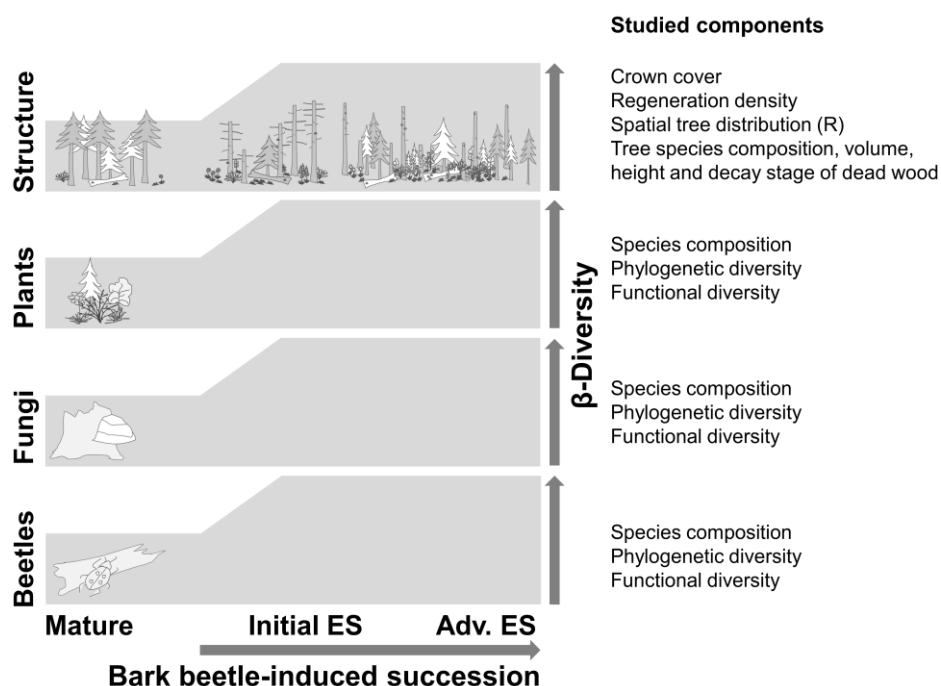 Studied components
Structure
Crown cover
Regeneration density
Spatial tree distribution (R)
Tree species composition, volume,
height and decay stage of dead wood
Plants
Species composition
Phylogenetic diversity
Functional diversity
β-Diversity
Fungi
Species composition
Phylogenetic diversity
Functional diversity
Beetles
Species composition
Phylogenetic diversity
Functional diversity
Mature
Initial ES
Adv. ES
Bark beetle-induced succession